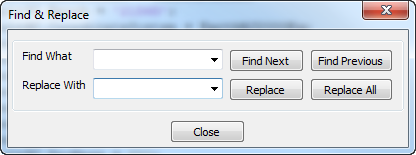 Find & Replace
Find What Find Next Find Previous
Replace With Replace Replace All
Close